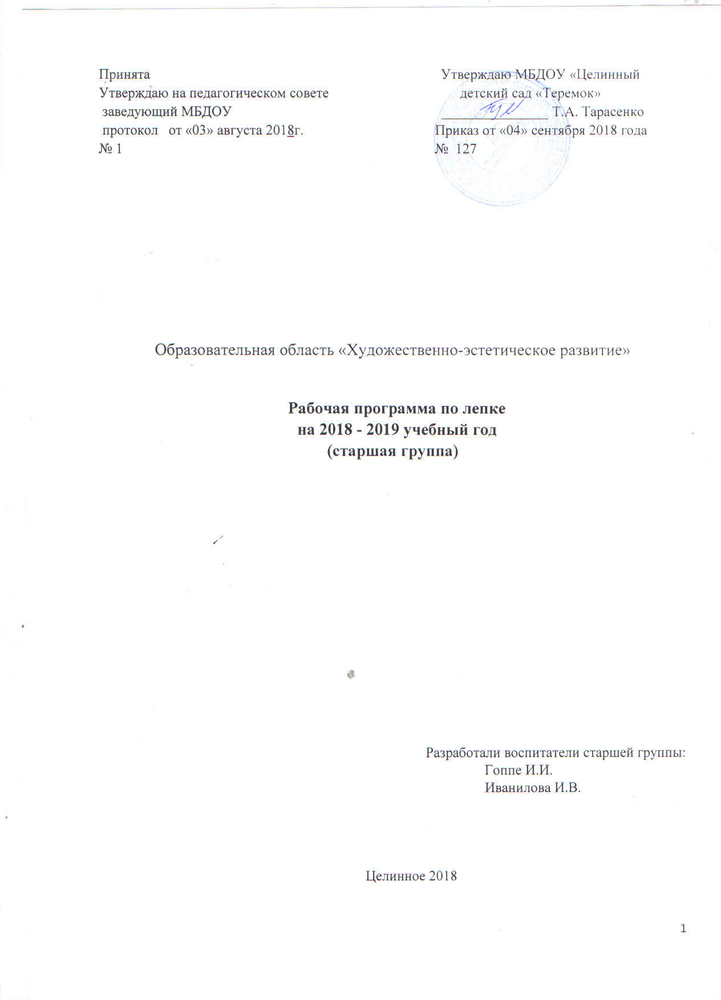 Принята
Утверждаю на педагогическом совете
заведующий МБДОУ
протокол от «03» августа 2018г.
№ 1
Утверждаю МБДОУ «Целинный
детский сад «Теремок»
Т.А. Тарасенко
Приказ от «04» сентября 2018 года
№ 127
Образовательная область «Художественно-эстетическое развитие»
Рабочая программа по лепке
на 2018 - 2019 учебный год
(старшая группа)
Разработали воспитатели старшей группы:
Гоппе И.И.
Иванилова И.В.
Целинное 2018
1